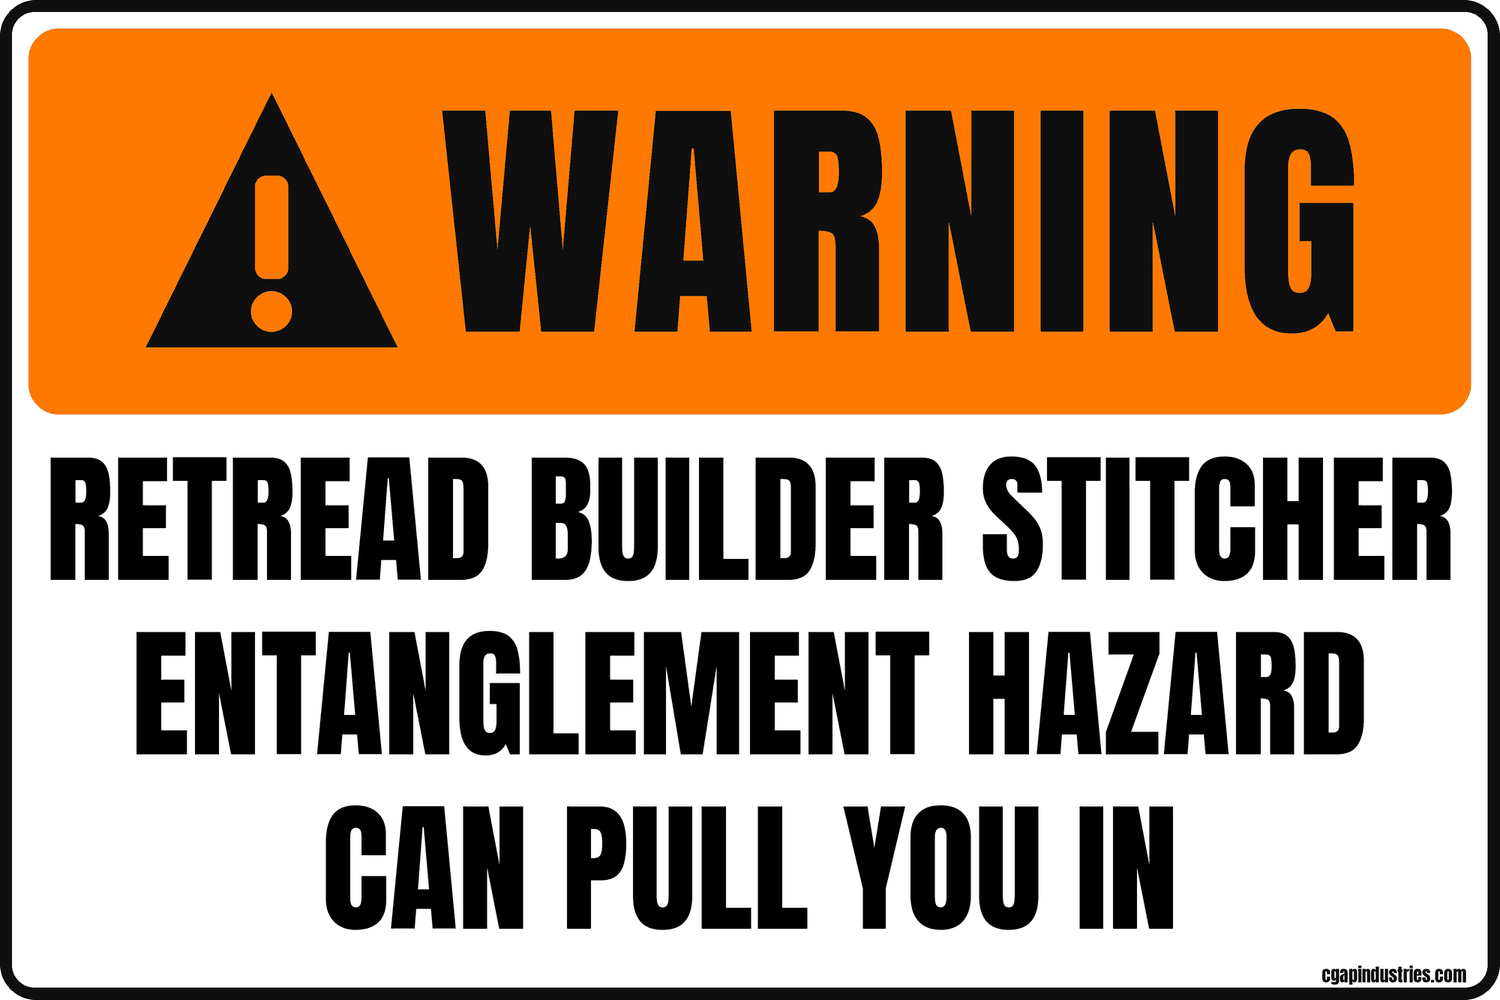 WARNING
RETREAD BUILDER STITCHER
ENTANGLEMENT HAZARD
CAN PULL YOU IN
cgapindustries.com